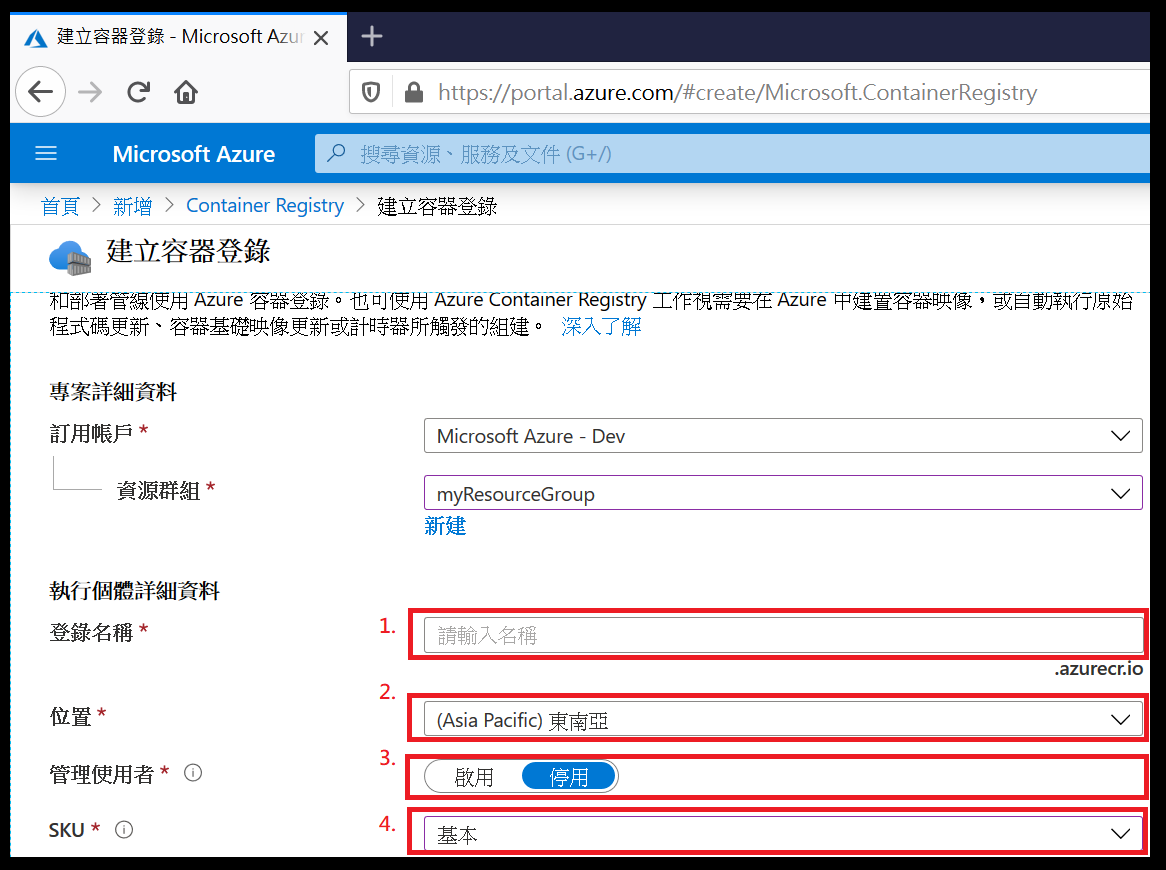 建立容器登錄 - Microsoft Azu
https://portal.azure.com/#create/Microsoft.ContainerRegistry
Microsoft Azure
搜尋資源、服務及文件 (G+/)
首頁 > 新增 > Container Registry > 建立容器登錄
建立容器登錄
和部署管線使用 Azure 容器登錄。也可使用 Azure Container Registry 工作視需要在 Azure 中建置容器映像，或自動執行原始
程式碼更新、容器基礎映像更新或計時器所觸發的組建。 深入了解
專案詳細資料
訂用帳戶 * Microsoft Azure - Dev
資源群組 * myResourceGroup
新建
執行個體詳細資料
登錄名稱 * 1. 請輸入名稱
.azurecr.io
位置 * 2. (Asia Pacific) 東南亞
管理使用者 * 3. 啟用 停用
SKU * 4. 基本